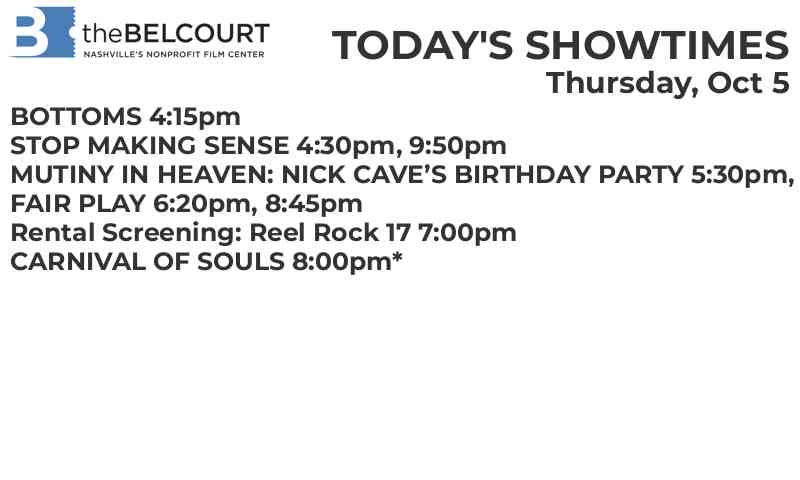 B theBELCOURT
NASHVILLE'S NONPROFIT FILM CENTER
TODAY'S SHOWTIMES
Thursday, Oct 5
BOTTOMS 4:15pm
STOP MAKING SENSE 4:30pm, 9:50pm
MUTINY IN HEAVEN: NICK CAVE’S BIRTHDAY PARTY 5:30pm,
FAIR PLAY 6:20pm, 8:45pm
Rental Screening: Reel Rock 17 7:00pm
CARNIVAL OF SOULS 8:00pm*